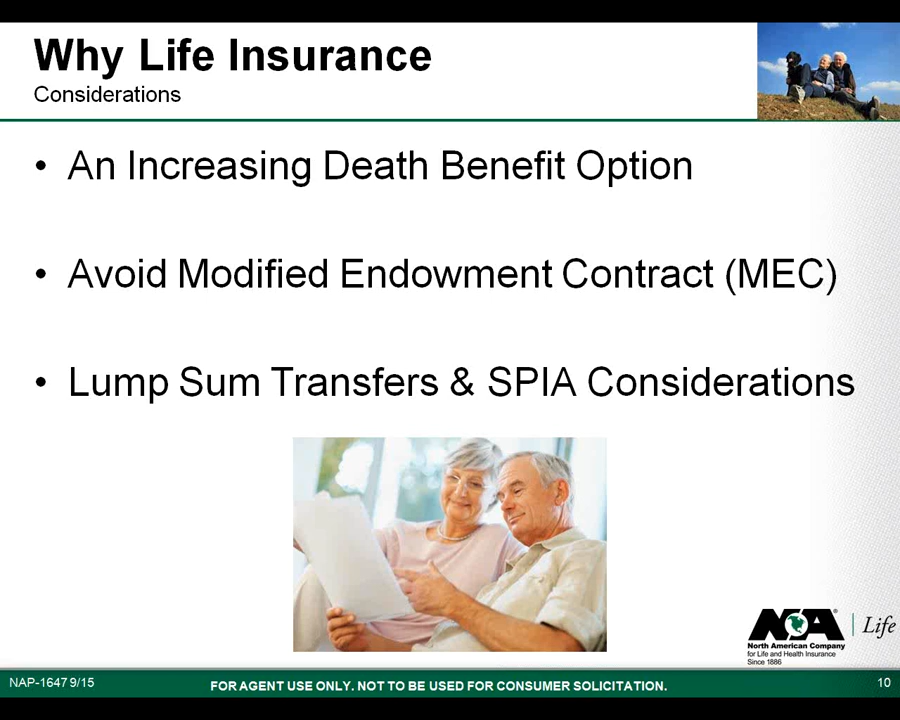 Why Life Insurance
Considerations
• An Increasing Death Benefit Option
• Avoid Modified Endowment Contract (MEC)
• Lump Sum Transfers & SPIA Considerations
NA® | Life
North American Company
for Life and Health Insurance
Since 1886
NAP-1647 9/15
FOR AGENT USE ONLY. NOT TO BE USED FOR CONSUMER SOLICITATION.
10